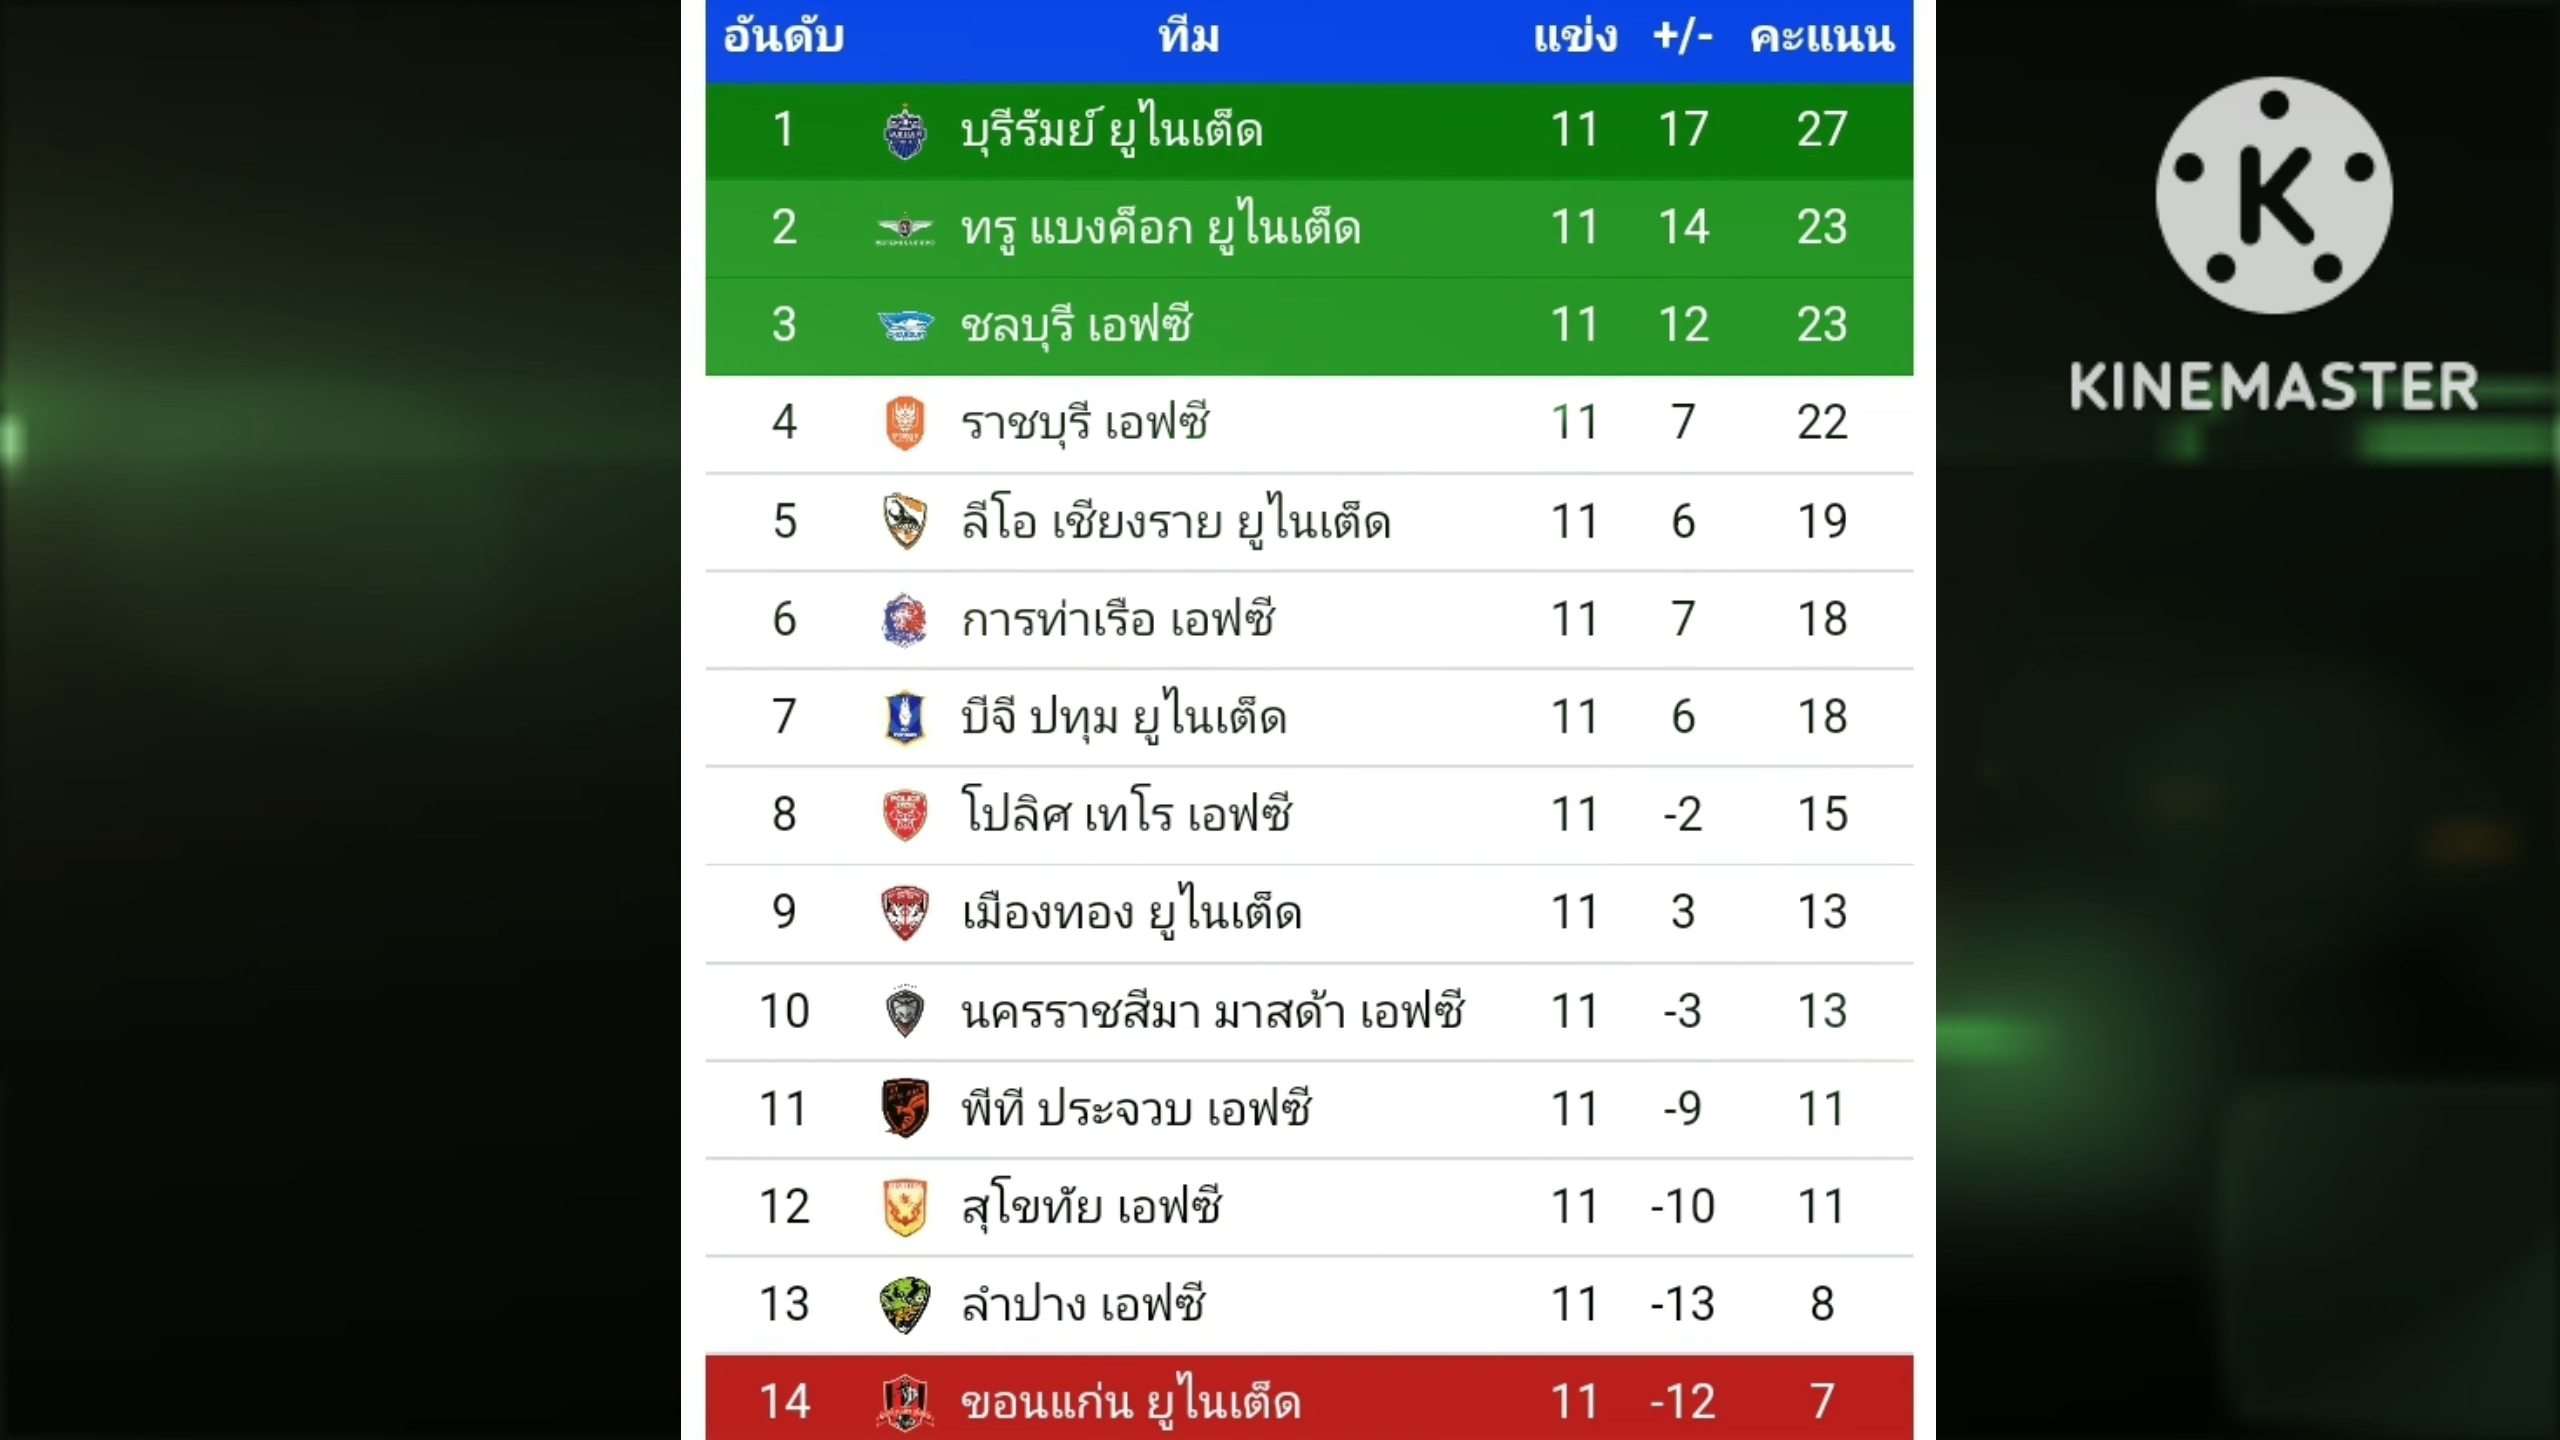 อันดับ ทีม แข่ง +/- คะแนน
1 บุรีรัมย์ ยูไนเต็ด 11 17 27
2 ทรู แบงค็อก ยูไนเต็ด 11 14 23
3 ชลบุรี เอฟซี 11 12 23
4 ราชบุรี เอฟซี 11 7 22
5 ลีโอ เชียงราย ยูไนเต็ด 11 6 19
6 การท่าเรือ เอฟซี 11 7 18
7 บีจี ปทุม ยูไนเต็ด 11 6 18
8 โปลิศ เทโร เอฟซี 11 -2 15
9 เมืองทอง ยูไนเต็ด 11 3 13
10 นครราชสีมา มาสด้า เอฟซี 11 -3 13
11 พีที ประจวบ เอฟซี 11 -9 11
12 สุโขทัย เอฟซี 11 -10 11
13 ลำปาง เอฟซี 11 -13 8
14 ขอนแก่น ยูไนเต็ด 11 -12 7
K
KINEMASTER